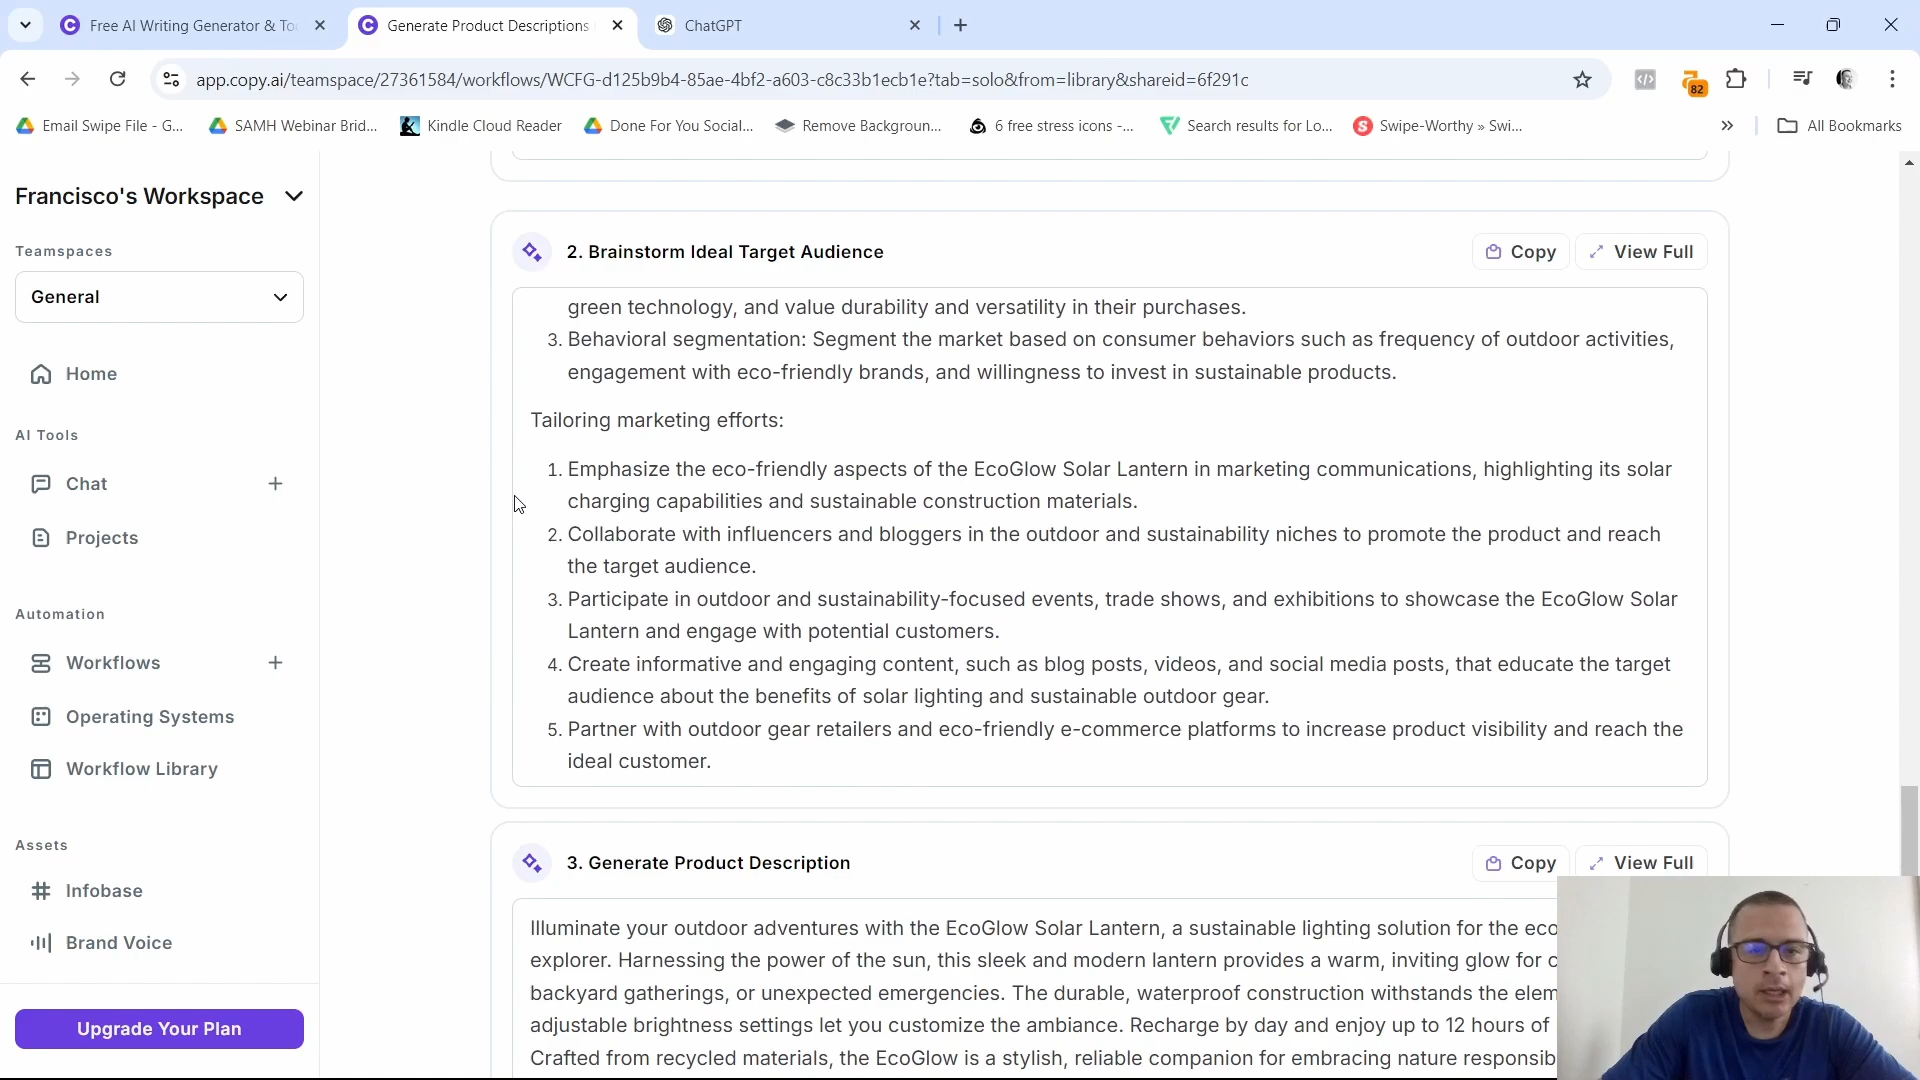 Free AI Writing Generator & To
Generate Product Descriptions
ChatGPT
app.copy.ai/teamspace/27361584/workflows/WCFG-d125b9b4-85ae-4bf2-a603-c8c33b1ecb1e?tab=solo&from=library&shareid=6f291c
82
Email Swipe File - G...
SAMH Webinar Brid...
Kindle Cloud Reader
Done For You Social...
Remove Backgroun...
6 free stress icons -...
Search results for Lo...
Swipe-Worthy » Swi...
All Bookmarks
Francisco's Workspace
Teamspaces
General
Home
AI Tools
Chat
Projects
Automation
Workflows
Operating Systems
Workflow Library
Assets
Infobase
Brand Voice
Upgrade Your Plan
2. Brainstorm Ideal Target Audience
Copy
View Full
green technology, and value durability and versatility in their purchases.
3. Behavioral segmentation: Segment the market based on consumer behaviors such as frequency of outdoor activities,
engagement with eco-friendly brands, and willingness to invest in sustainable products.
Tailoring marketing efforts:
1. Emphasize the eco-friendly aspects of the EcoGlow Solar Lantern in marketing communications, highlighting its solar
charging capabilities and sustainable construction materials.
2. Collaborate with influencers and bloggers in the outdoor and sustainability niches to promote the product and reach
the target audience.
3. Participate in outdoor and sustainability-focused events, trade shows, and exhibitions to showcase the EcoGlow Solar
Lantern and engage with potential customers.
4. Create informative and engaging content, such as blog posts, videos, and social media posts, that educate the target
audience about the benefits of solar lighting and sustainable outdoor gear.
5. Partner with outdoor gear retailers and eco-friendly e-commerce platforms to increase product visibility and reach the
ideal customer.
3. Generate Product Description
Copy
View Full
Illuminate your outdoor adventures with the EcoGlow Solar Lantern, a sustainable lighting solution for the eco
explorer. Harnessing the power of the sun, this sleek and modern lantern provides a warm, inviting glow for c
backyard gatherings, or unexpected emergencies. The durable, waterproof construction withstands the elem
adjustable brightness settings let you customize the ambiance. Recharge by day and enjoy up to 12 hours of
Crafted from recycled materials, the EcoGlow is a stylish, reliable companion for embracing nature responsib